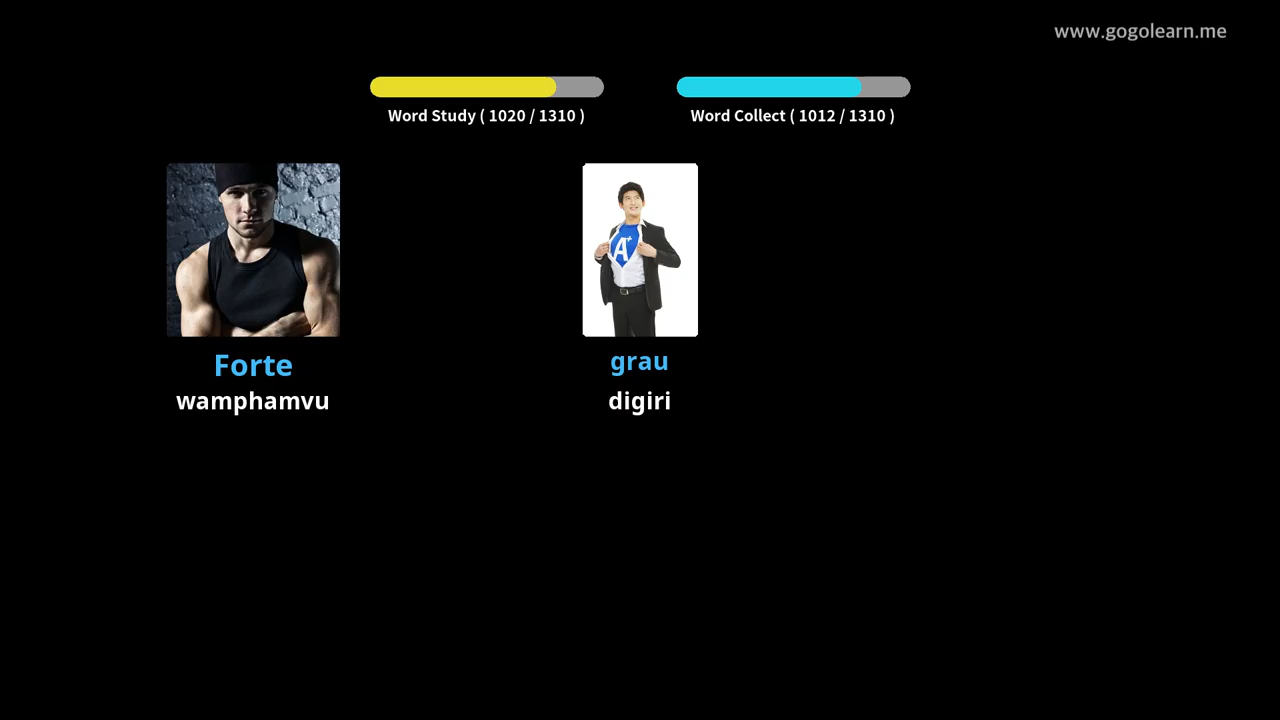 www.gogolearn.me
Word Study ( 1020 / 1310 )
Word Collect ( 1012 / 1310 )
A+
Forte
wamphamvu
grau
digiri